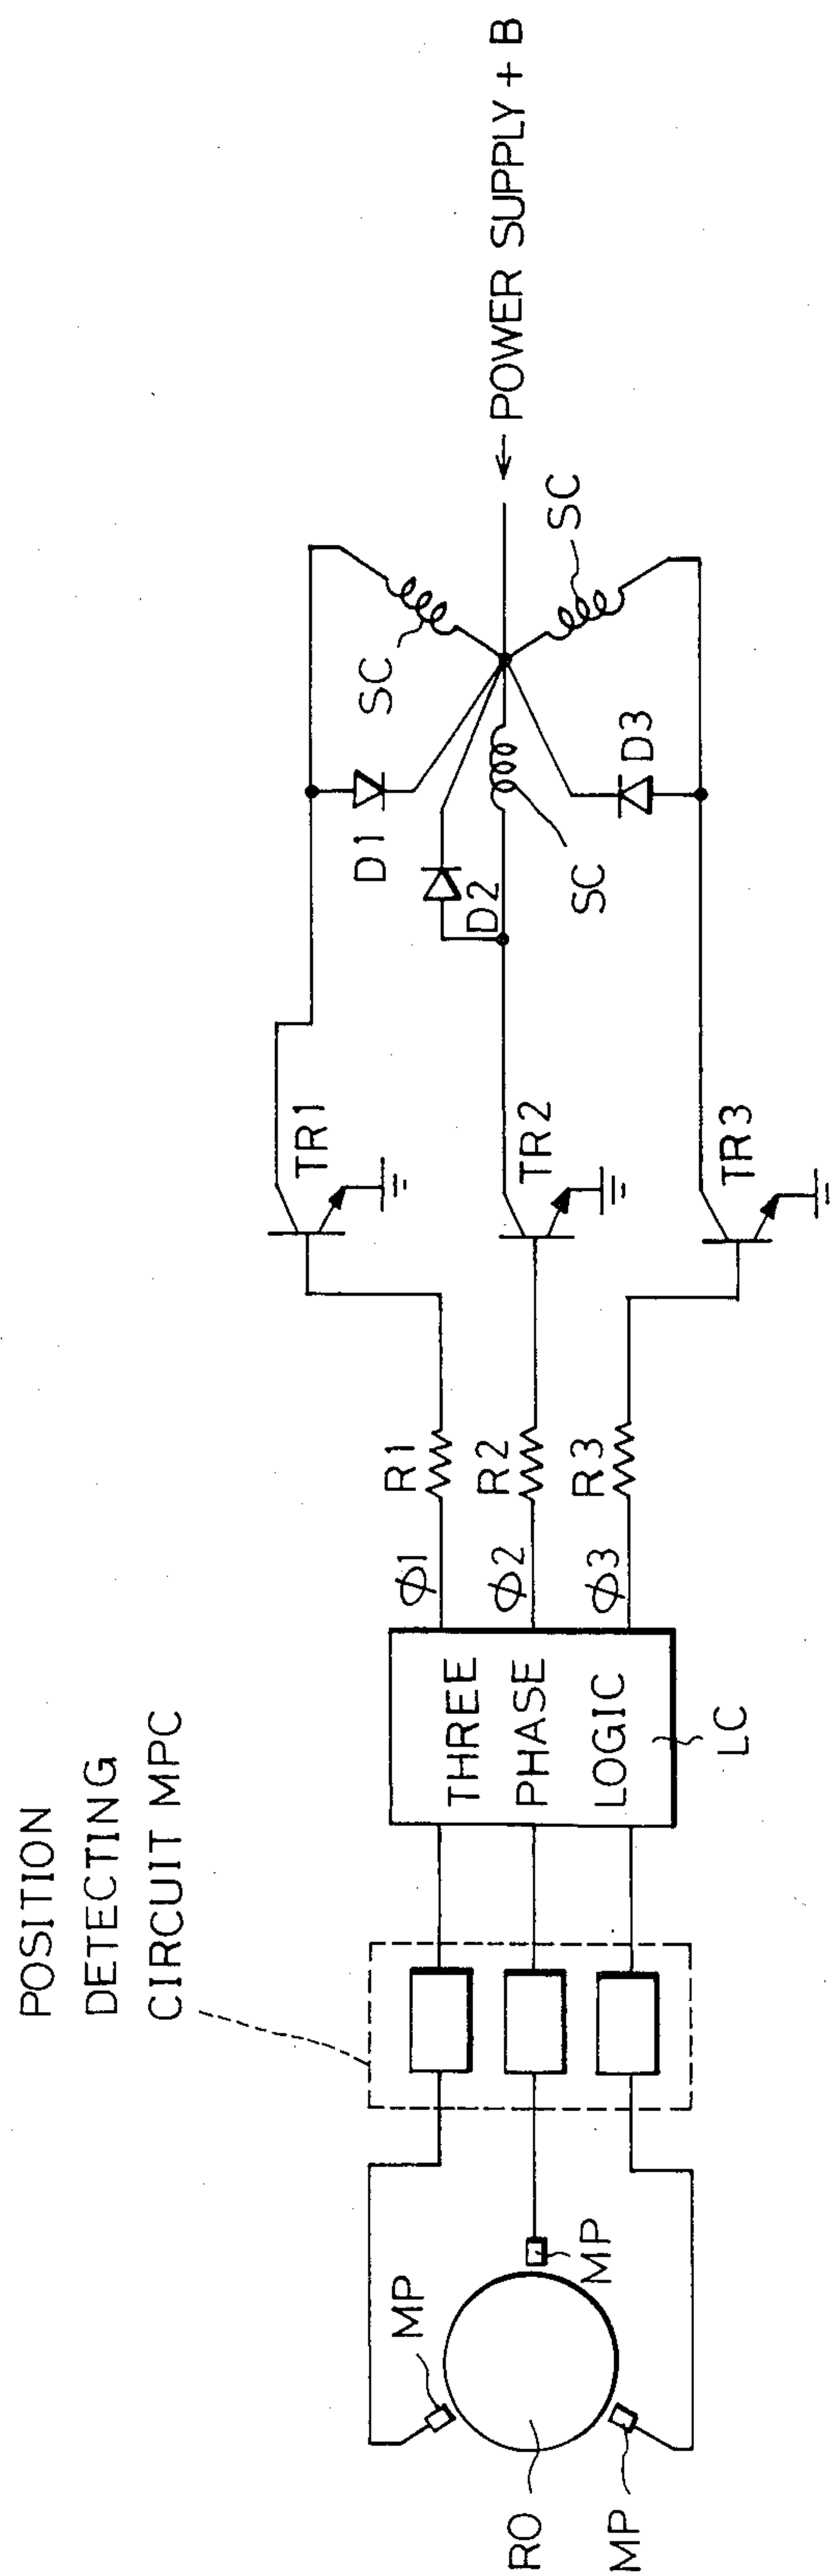 POSITION
DETECTING
CIRCUIT MPC
MP
MP
MP
RO
THREE
PHASE
LOGIC
LC
φ1
φ2
φ3
R1
R2
R3
TR1
TR2
TR3
D1
D2
D3
SC
SC
SC
← POWER SUPPLY + B